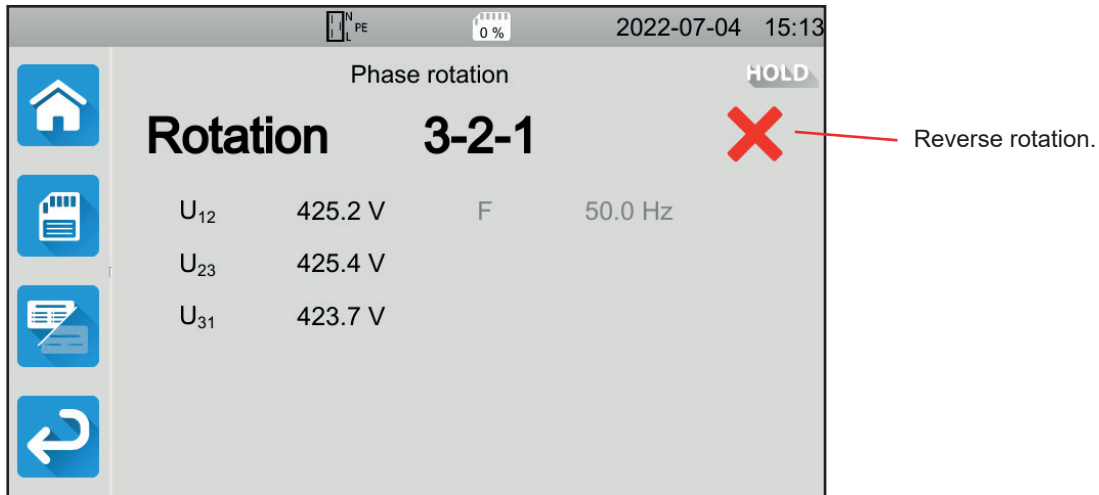 N
L PE 0 % 2022-07-04 15:13
Phase rotation HOLD
Rotation 3-2-1
Reverse rotation.
U₁₂ 425.2 V F 50.0 Hz
U₂₃ 425.4 V
U₃₁ 423.7 V